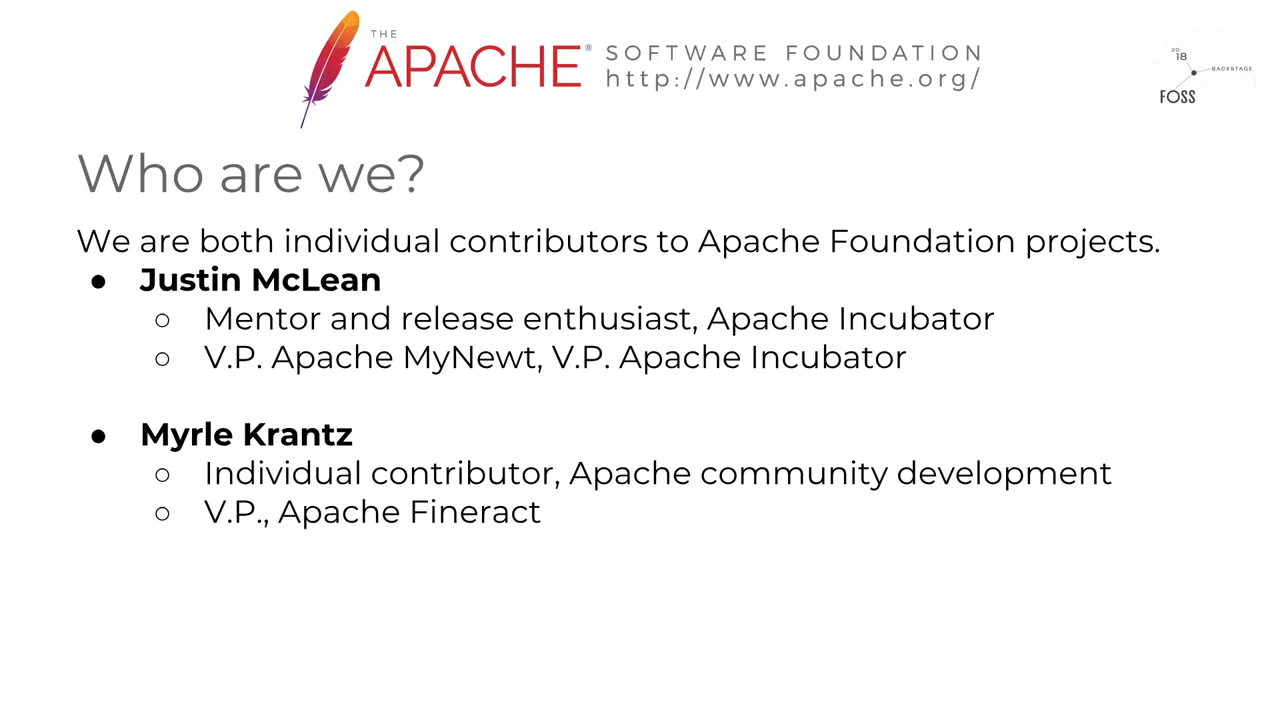 THE
APACHE® SOFTWARE FOUNDATION
http://www.apache.org/
20
18
BACKSTAGE
FOSS
Who are we?
We are both individual contributors to Apache Foundation projects.
● Justin McLean
○ Mentor and release enthusiast, Apache Incubator
○ V.P. Apache MyNewt, V.P. Apache Incubator
● Myrle Krantz
○ Individual contributor, Apache community development
○ V.P., Apache Fineract